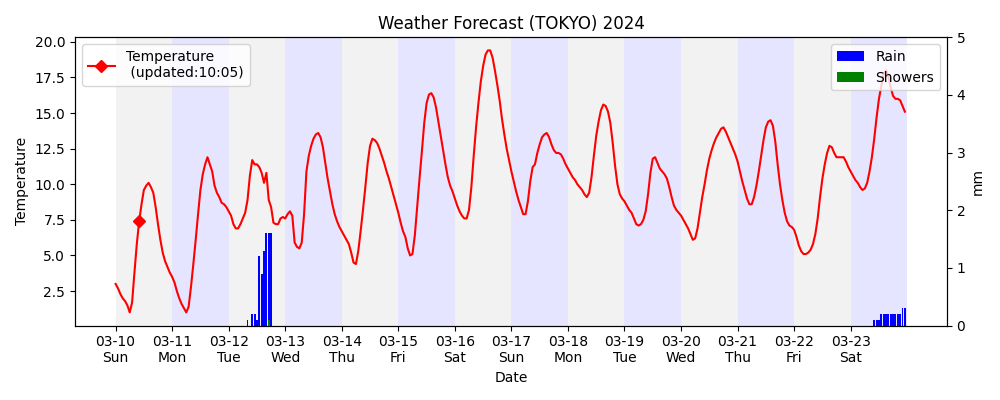 Weather Forecast (TOKYO) 2024
Temperature
(updated:10:05)
Rain
Showers
20.0
17.5
15.0
12.5
10.0
7.5
5.0
2.5
Temperature
5
4
3
2
1
0
mm
03-10 03-11 03-12 03-13 03-14 03-15 03-16 03-17 03-18 03-19 03-20 03-21 03-22 03-23
Sun Mon Tue Wed Thu Fri Sat Sun Mon Tue Wed Thu Fri Sat
Date